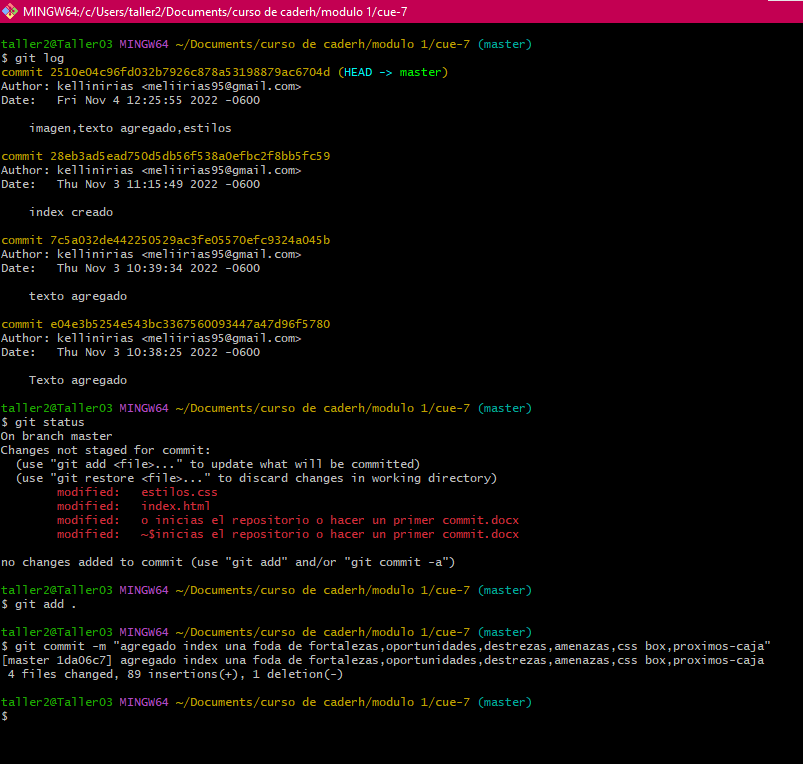 MINGW64:/c/Users/taller2/Documents/curso de caderh/modulo 1/cue-7
taller2@Taller03 MINGW64 ~/Documents/curso de caderh/modulo 1/cue-7 (master)
$ git log
commit 2510e04c96fd032b7926c878a53198879ac6704d (HEAD -> master)
Author: kellinirias <meliirias95@gmail.com>
Date:   Fri Nov 4 12:25:55 2022 -0600
    imagen,texto agregado,estilos
commit 28eb3ad5ead750d5db56f538a0efbc2f8bb5fc59
Author: kellinirias <meliirias95@gmail.com>
Date:   Thu Nov 3 11:15:49 2022 -0600
    index creado
commit 7c5a032de442250529ac3fe05570efc9324a045b
Author: kellinirias <meliirias95@gmail.com>
Date:   Thu Nov 3 10:39:34 2022 -0600
    texto agregado
commit e04e3b5254e543bc3367560093447a47d96f5780
Author: kellinirias <meliirias95@gmail.com>
Date:   Thu Nov 3 10:38:25 2022 -0600
    Texto agregado
taller2@Taller03 MINGW64 ~/Documents/curso de caderh/modulo 1/cue-7 (master)
$ git status
On branch master
Changes not staged for commit:
  (use "git add <file>..." to update what will be committed)
  (use "git restore <file>..." to discard changes in working directory)
        modified:   estilos.css
        modified:   index.html
        modified:   o inicias el repositorio o hacer un primer commit.docx
        modified:   ~$inicias el repositorio o hacer un primer commit.docx
no changes added to commit (use "git add" and/or "git commit -a")
taller2@Taller03 MINGW64 ~/Documents/curso de caderh/modulo 1/cue-7 (master)
$ git add .
taller2@Taller03 MINGW64 ~/Documents/curso de caderh/modulo 1/cue-7 (master)
$ git commit -m "agregado index una foda de fortalezas,oportunidades,destrezas,amenazas,css box,proximos-caja"
[master 1da06c7] agregado index una foda de fortalezas,oportunidades,destrezas,amenazas,css box,proximos-caja
 4 files changed, 89 insertions(+), 1 deletion(-)
taller2@Taller03 MINGW64 ~/Documents/curso de caderh/modulo 1/cue-7 (master)
$